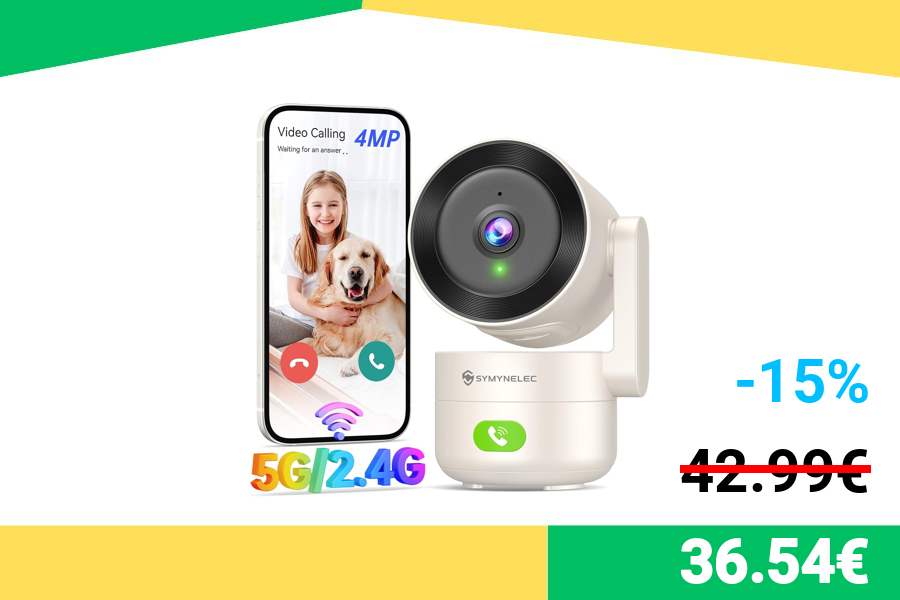 Video Calling
4MP
Waiting for an answer . .
SYMYNELEC
5G/2.4G
-15%
42.99€
36.54€